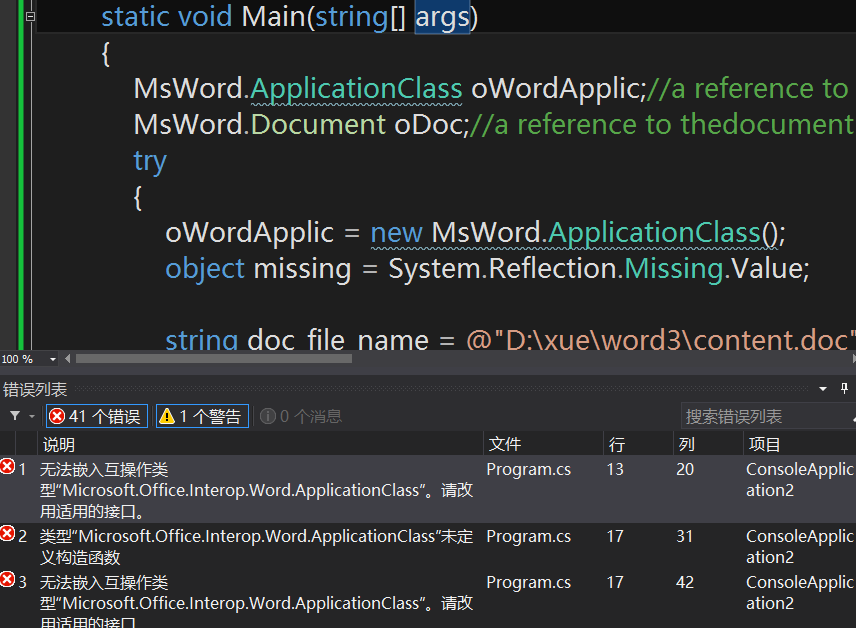 static void Main(string[] args)
{
MsWord.ApplicationClass oWordApplic;//a reference to
MsWord.Document oDoc;//a reference to thedocument
try
{
oWordApplic = new MsWord.ApplicationClass();
object missing = System.Reflection.Missing.Value;
string doc_file_name = @"D:\xue\word3\content.doc"
100 %
错误列表
41 个错误 1 个警告 0 个消息 搜索错误列表
说明 文件 行 列 项目
1 无法嵌入互操作类 Program.cs 13 20 ConsoleApplic
型“Microsoft.Office.Interop.Word.ApplicationClass”。请改 ation2
用适用的接口。
2 类型“Microsoft.Office.Interop.Word.ApplicationClass”未定 Program.cs 17 31 ConsoleApplic
义构造函数 ation2
3 无法嵌入互操作类 Program.cs 17 42 ConsoleApplic
型“Microsoft.Office.Interop.Word.ApplicationClass”。请改 ation2
用适用的接口